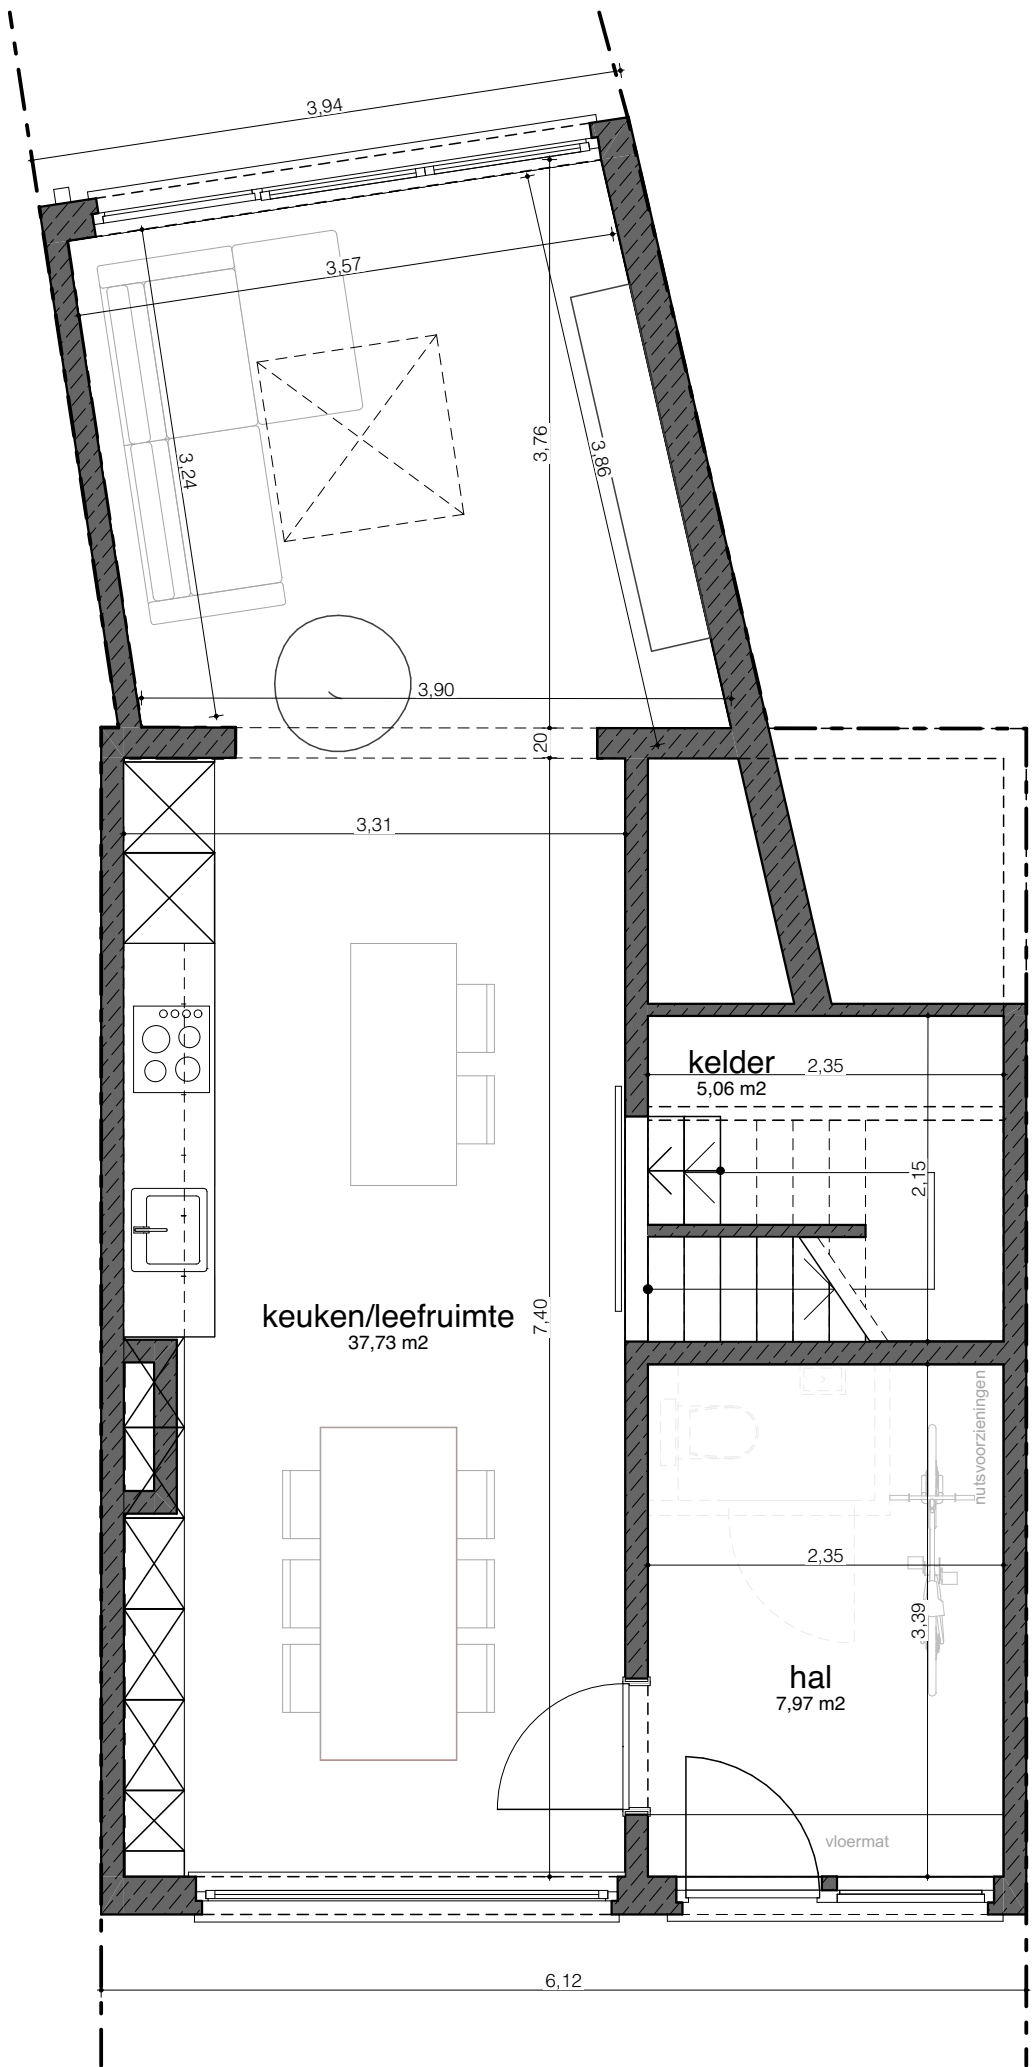 3,94
3,57
3,76
3,86
3,24
3,90
20
3,31
kelder
5,06 m2
2,35
2,15
keuken/leefruimte
37,73 m2
7,40
nutsvoorzieningen
2,35
3,39
hal
7,97 m2
vloermat
6,12